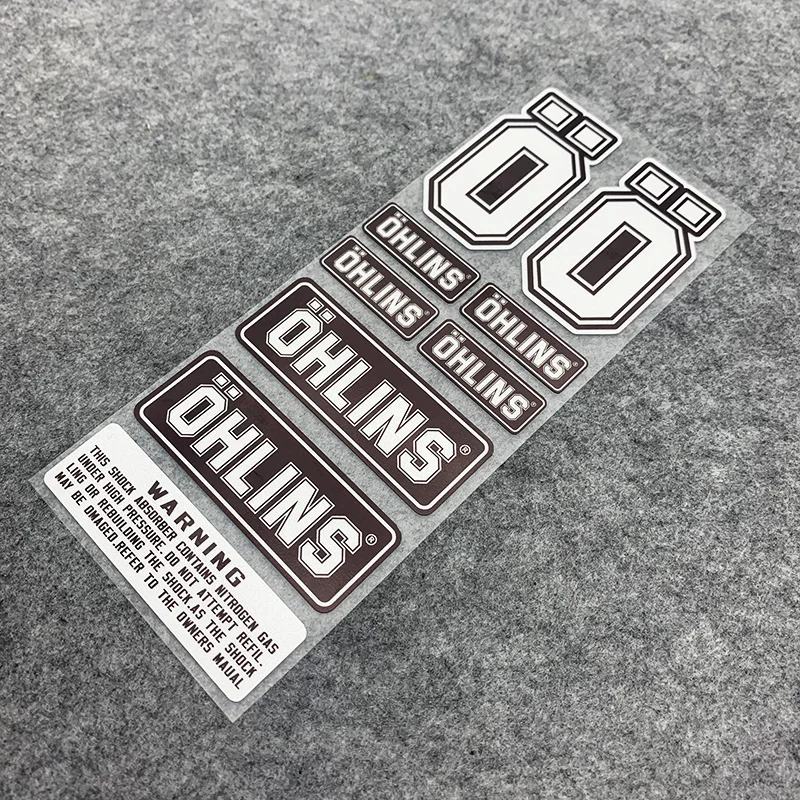 Ö
Ö
ÖHLINS®
ÖHLINS®
ÖHLINS®
ÖHLINS®
ÖHLINS®
ÖHLINS®
WARNING
THIS SHOCK ABSORBER CONTAINS NITROGEN GAS
UNDER HIGH PRESSURE. DO NOT ATTEMPT REFIL.
LING OR REBUILDING THE SHOCK.AS THE SHOCK
MAY BE DMAGED.REFER TO THE OWNERS MAUAL